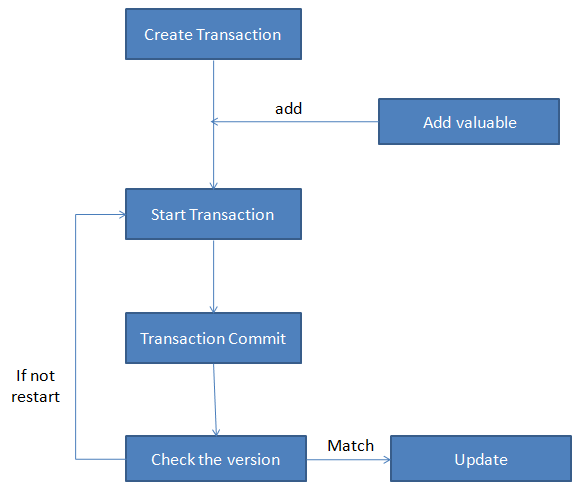 Create Transaction
add
Add valuable
Start Transaction
Transaction Commit
If not
restart
Check the version
Match
Update